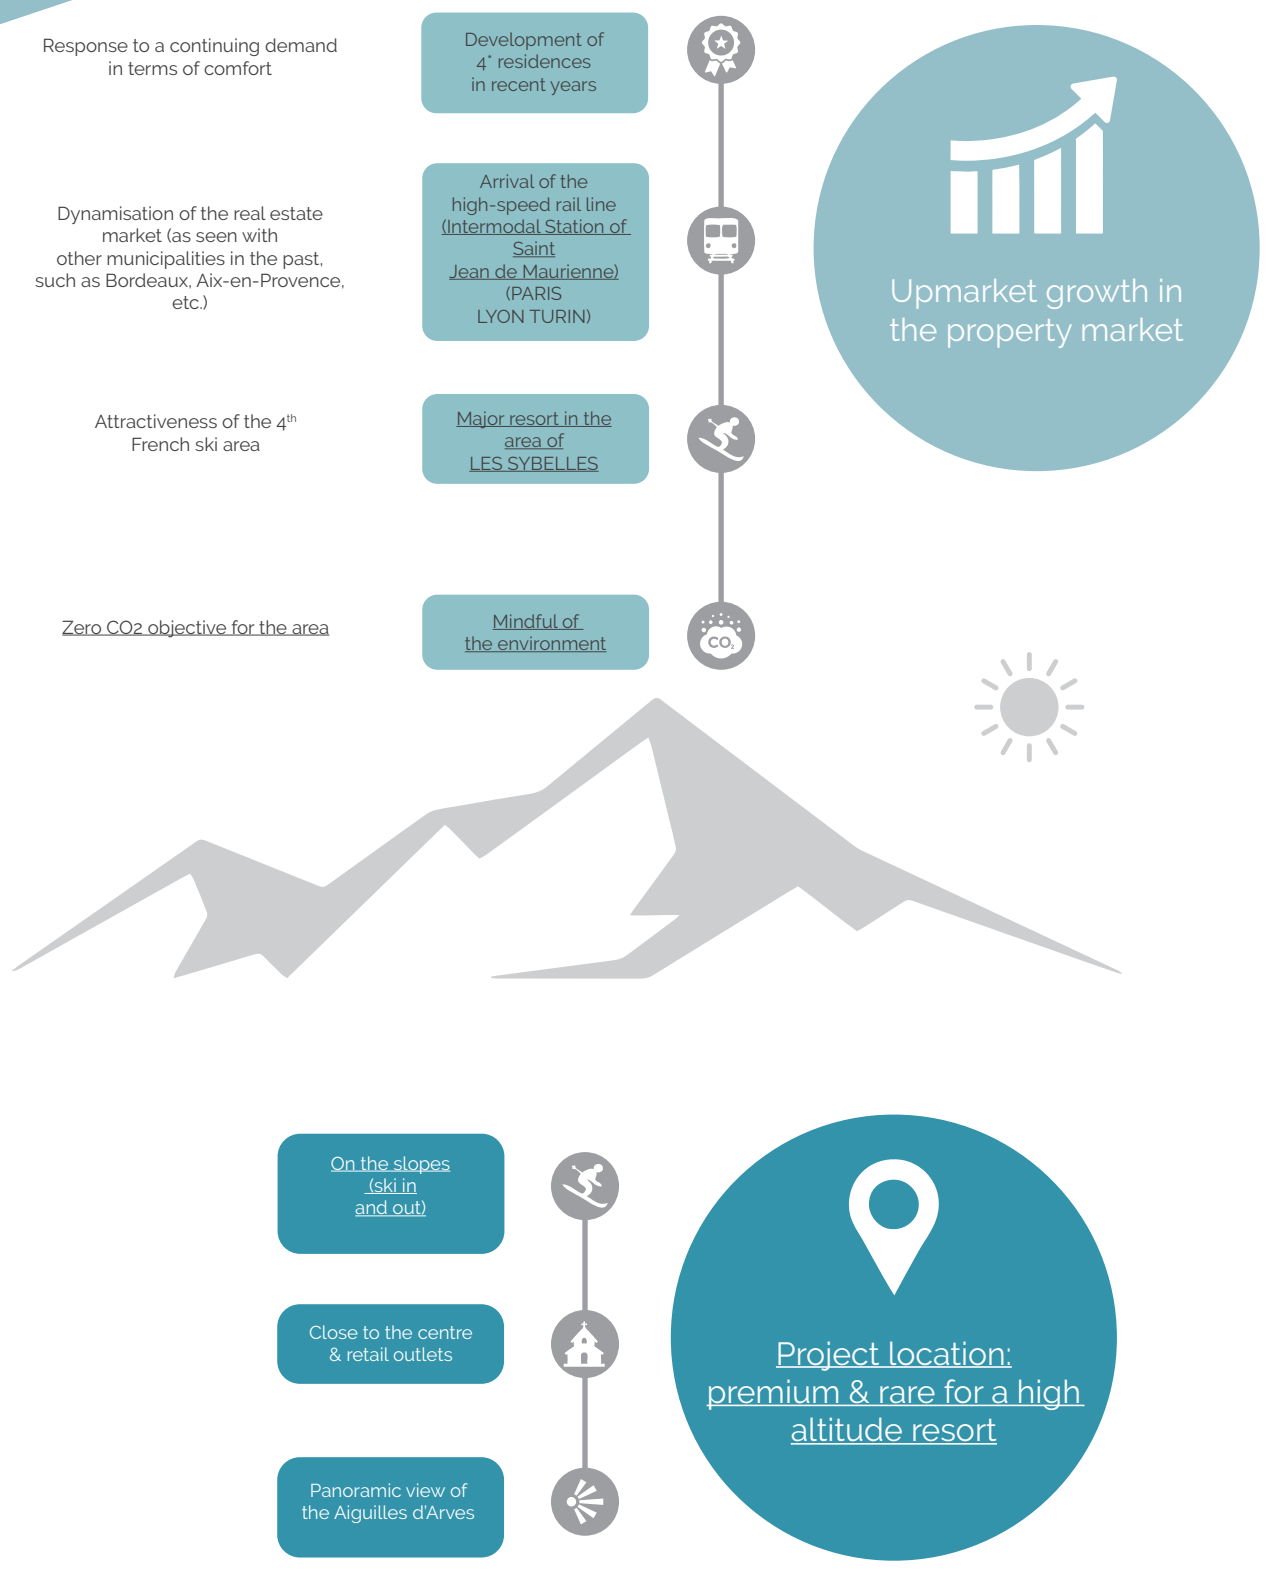 Response to a continuing demand
in terms of comfort
Development of
4* residences
in recent years
Dynamisation of the real estate
market (as seen with
other municipalities in the past,
such as Bordeaux, Aix-en-Provence,
etc.)
Arrival of the
high-speed rail line
(Intermodal Station of
Saint
Jean de Maurienne)
(PARIS
LYON TURIN)
Upmarket growth in
the property market
Attractiveness of the 4th
French ski area
Major resort in the
area of
LES SYBELLES
Zero CO2 objective for the area
Mindful of
the environment
CO2
On the slopes
(ski in
and out)
Close to the centre
& retail outlets
Panoramic view of
the Aiguilles d'Arves
Project location:
premium & rare for a high
altitude resort